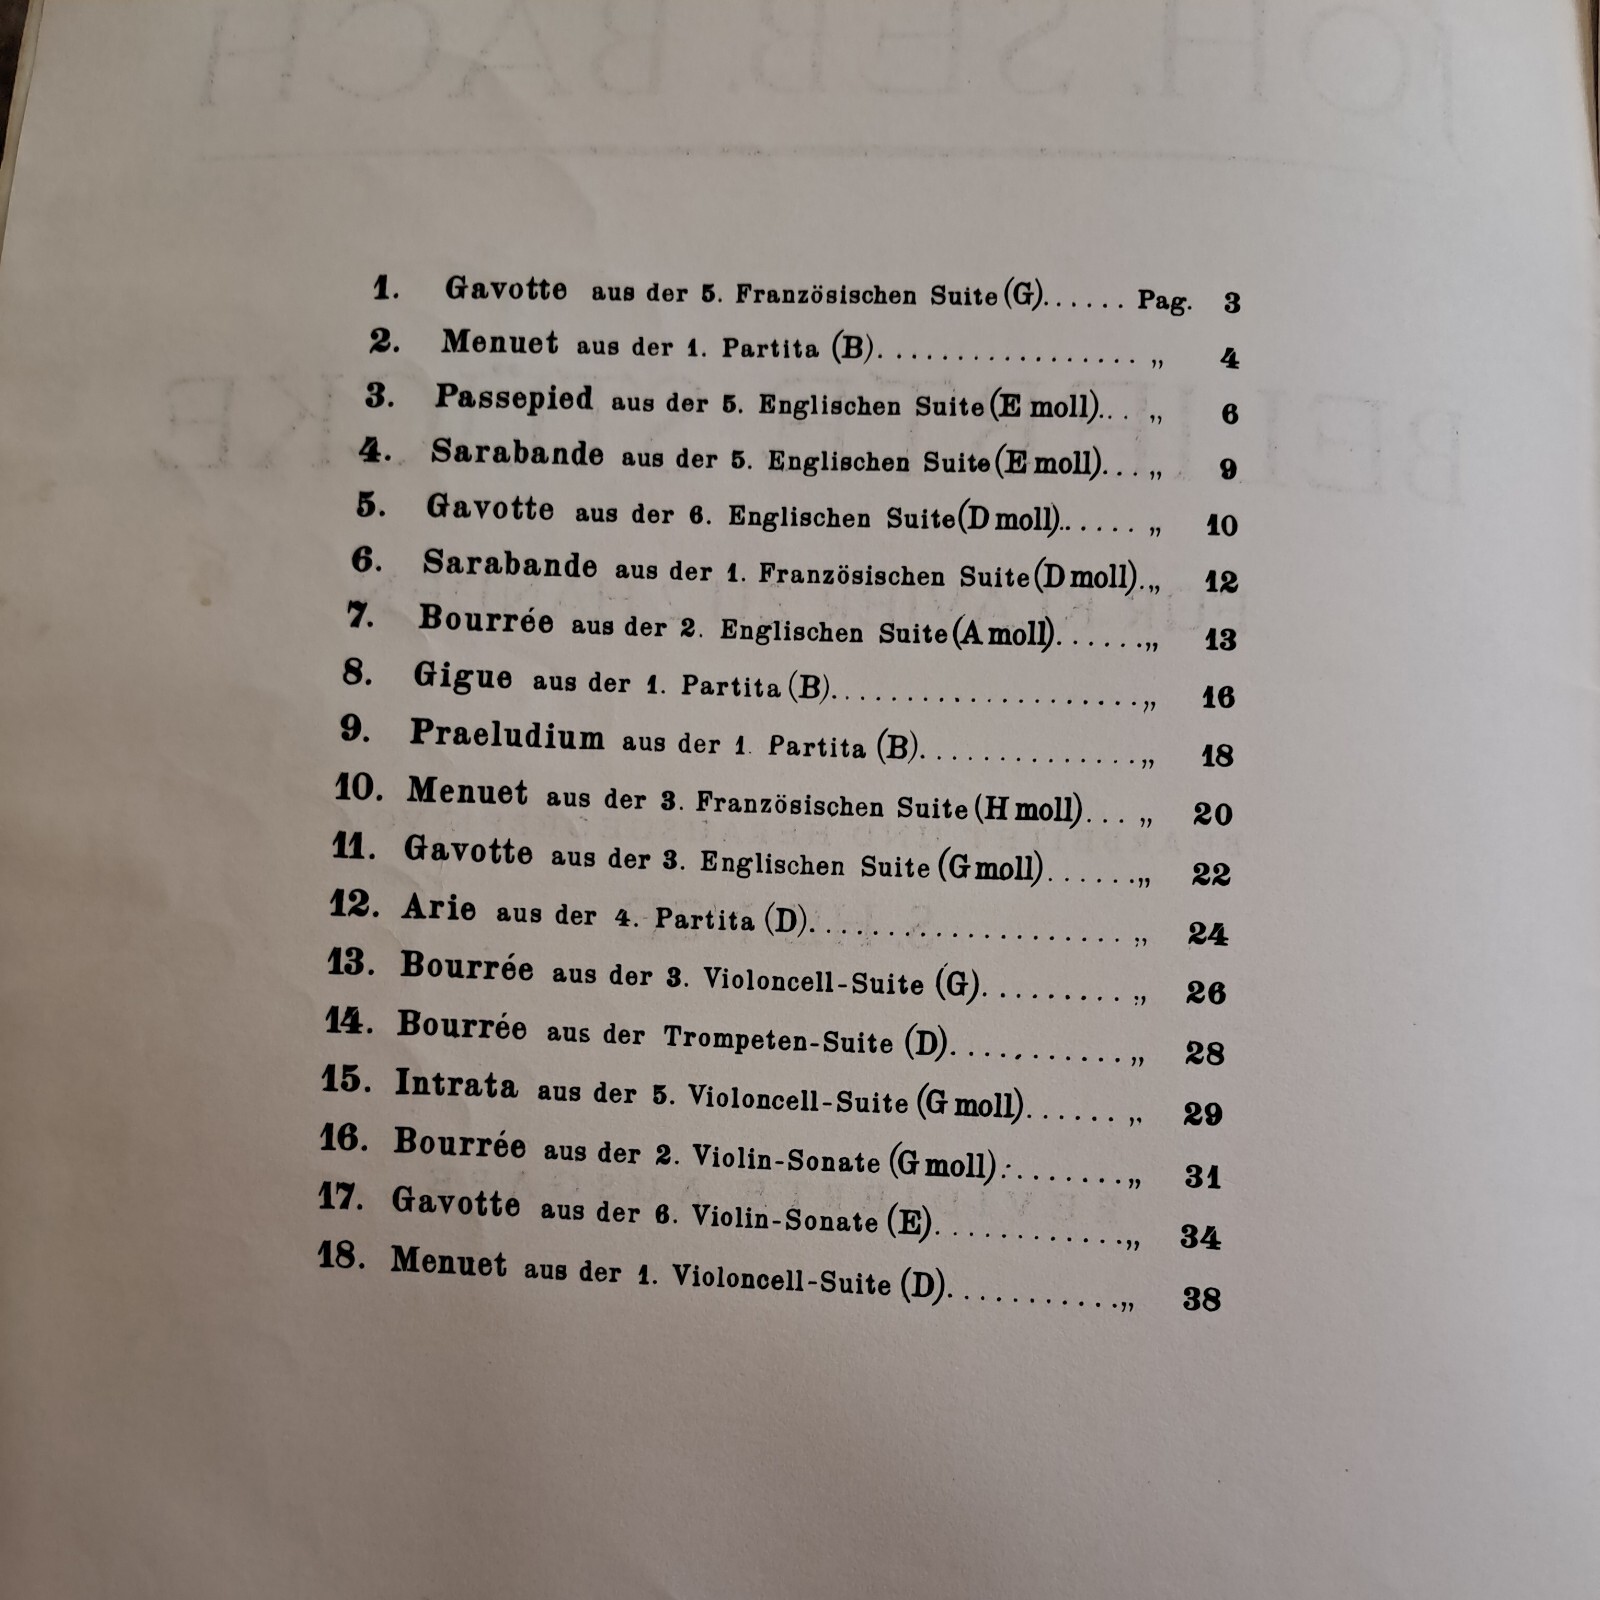 JOH. SEB. BACH
BELIEBTE STÜCKE
1. Gavotte aus der 5. Französischen Suite (G)...... Pag. 3
2. Menuet aus der 1. Partita (B)................. „ 4
3. Passepied aus der 5. Englischen Suite (E moll)... „ 6
4. Sarabande aus der 5. Englischen Suite (E moll)... „ 9
5. Gavotte aus der 6. Englischen Suite (D moll)...... „ 10
6. Sarabande aus der 1. Französischen Suite (D moll). „ 12
7. Bourrée aus der 2. Englischen Suite (A moll)...... „ 13
8. Gigue aus der 1. Partita (B).................... „ 16
9. Praeludium aus der 1. Partita (B).............. „ 18
10. Menuet aus der 3. Französischen Suite (H moll)... „ 20
11. Gavotte aus der 3. Englischen Suite (G moll)...... „ 22
12. Arie aus der 4. Partita (D).................... „ 24
13. Bourrée aus der 3. Violoncell-Suite (G).......... „ 26
14. Bourrée aus der Trompeten-Suite (D)............ „ 28
15. Intrata aus der 5. Violoncell-Suite (G moll)...... „ 29
16. Bourrée aus der 2. Violin-Sonate (G moll):....... „ 31
17. Gavotte aus der 6. Violin-Sonate (E)............ „ 34
18. Menuet aus der 1. Violoncell-Suite (D)........... „ 38